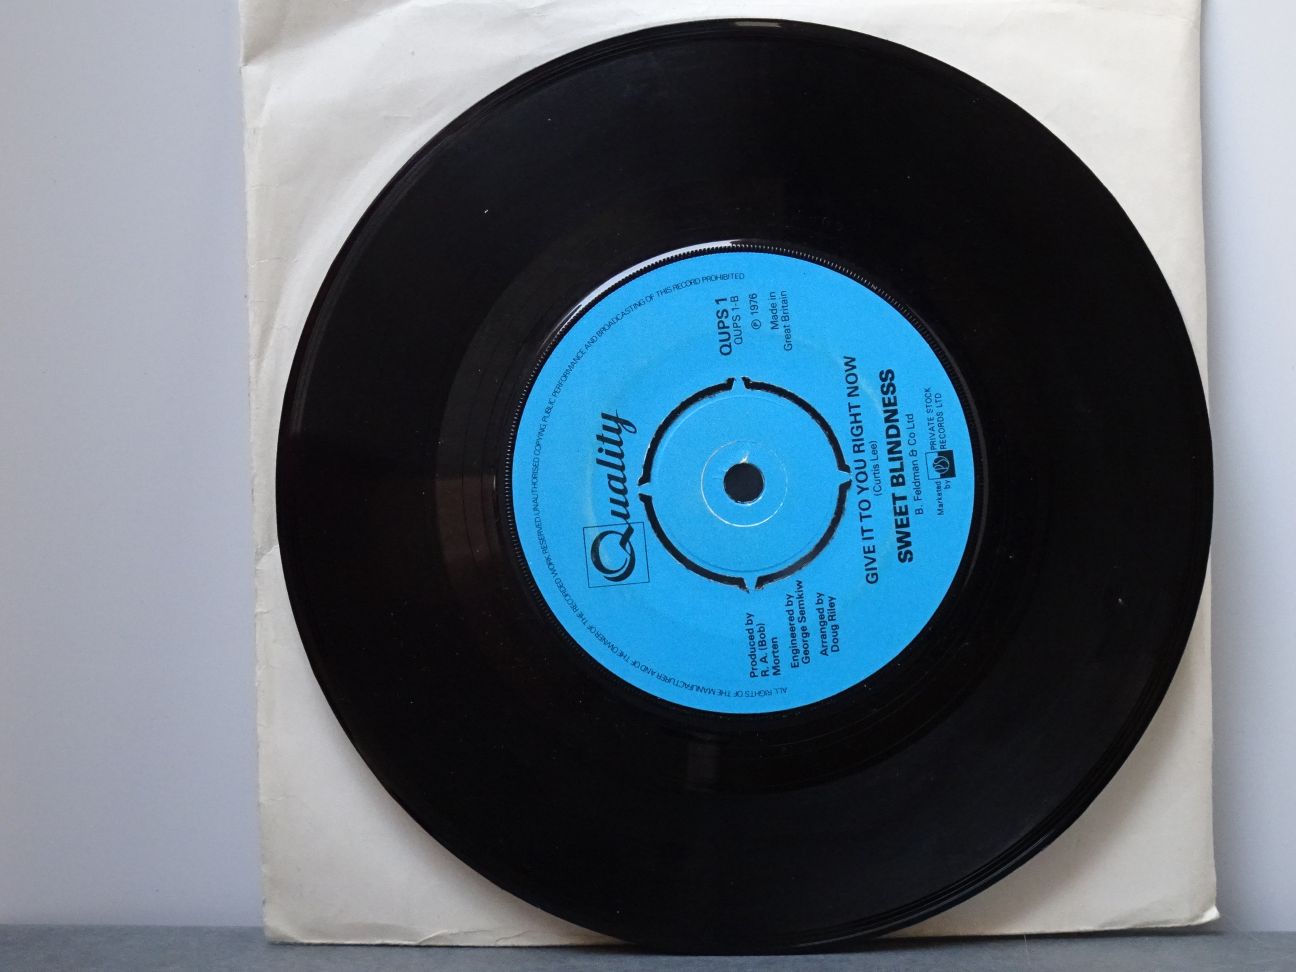 ALL RIGHTS OF THE MANUFACTURER AND OF THE OWNER OF THE RECORDED WORK RESERVED. UNAUTHORISED COPYING, PUBLIC PERFORMANCE AND BROADCASTING OF THIS RECORD PROHIBITED
Quality
Produced by
R. A. (Bob)
Morten
Engineered by
George Semkiw
Arranged by
Doug Riley
QUPS 1
QUPS 1-B
℗ 1976
Made in
Great Britain
GIVE IT TO YOU RIGHT NOW
(Curtis Lee)
SWEET BLINDNESS
B. Feldman & Co Ltd
Marketed by
PS
PRIVATE STOCK
RECORDS LTD.